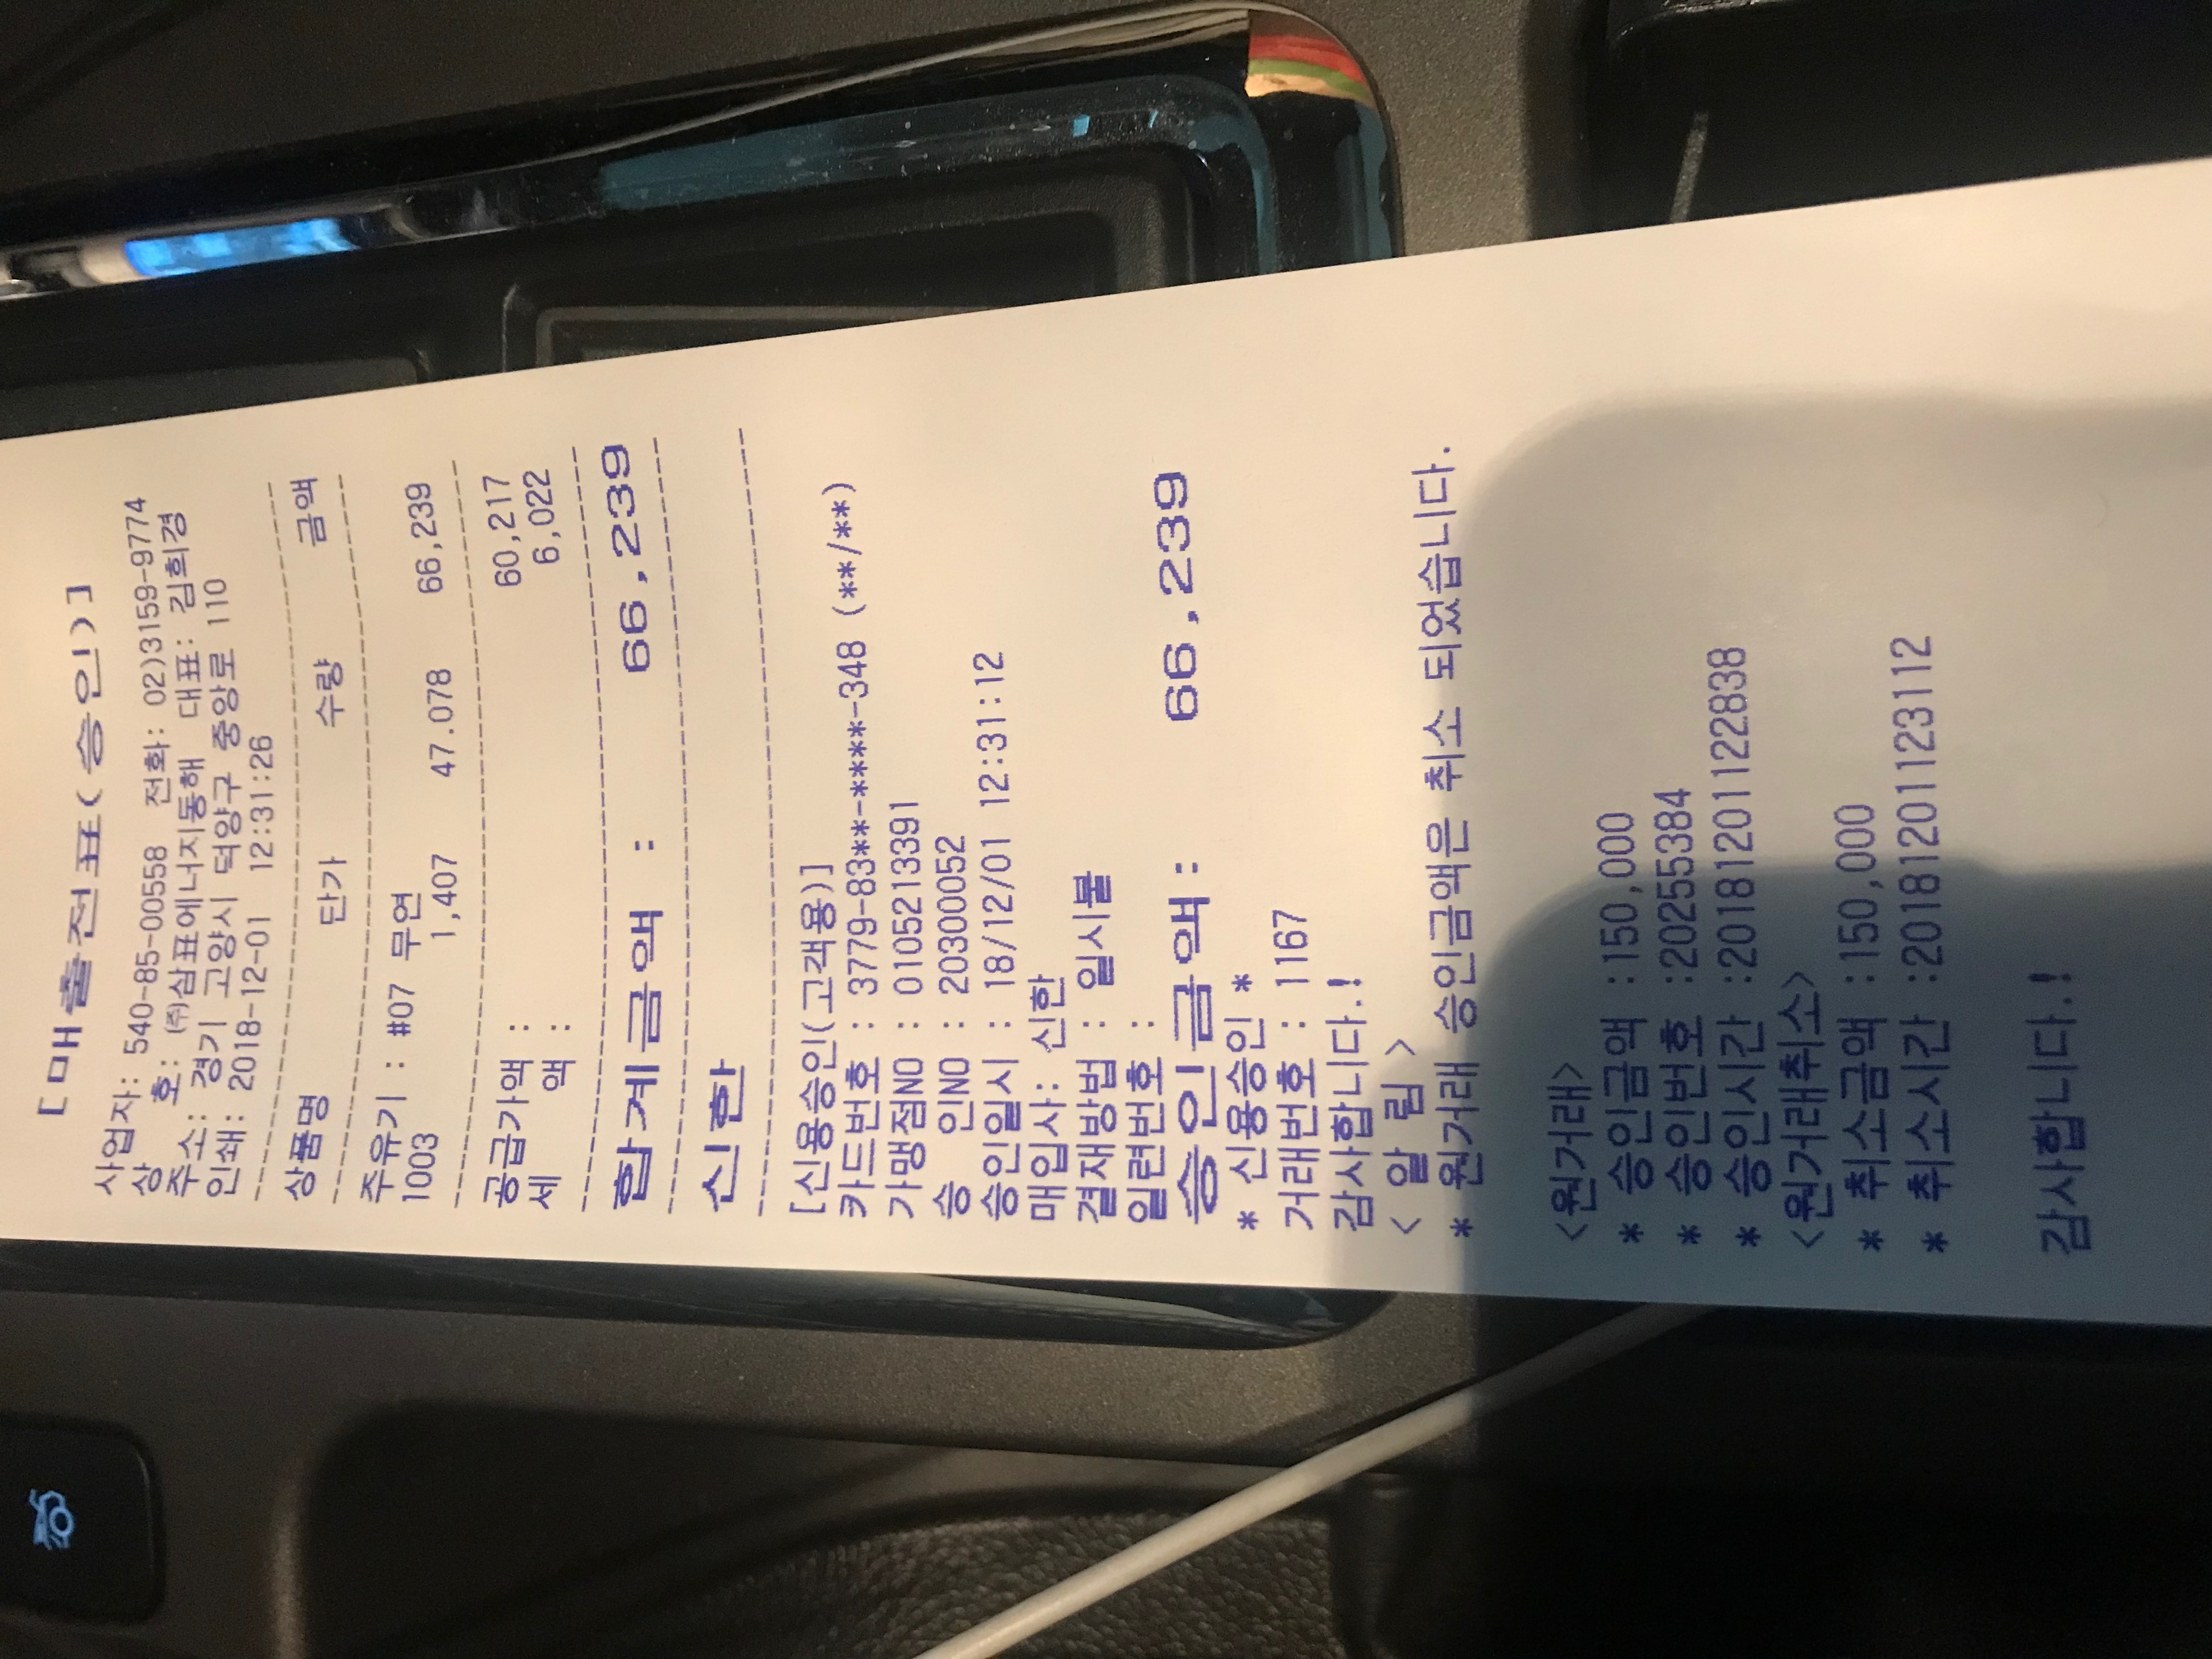 [매출전표(승인)]
사업자: 540-85-00558 전화: 02)3159-9774
상 호: ㈜삼표에너지동해 대표: 김희경
주소: 경기 고양시 덕양구 중앙로 110
인쇄: 2018-12-01 12:31:26
상품명 단가 수량 금액
주유기 : #07 무연
1003 1,407 47.078 66,239
공급가액 : 60,217
세 액 : 6,022
합계금액 : 66,239
신한
[신용승인(고객용)]
카드번호 : 3779-83**-****-348 (**/**)
가맹점NO : 0105213391
승 인NO : 20300052
승인일시 : 18/12/01 12:31:12
매입사: 신한
결재방법 : 일시불
일련번호 :
승인금액: 66,239
* 신용승인 *
거래번호 : 1167
감사합니다.!
< 알 림 >
* 원거래 승인금액은 취소 되었습니다.
<원거래>
* 승인금액 :150,000
* 승인번호 :20255384
* 승인시간 :20181201122838
<원거래취소>
* 취소금액 :150,000
* 취소시간 :20181201123112
감사합니다.!